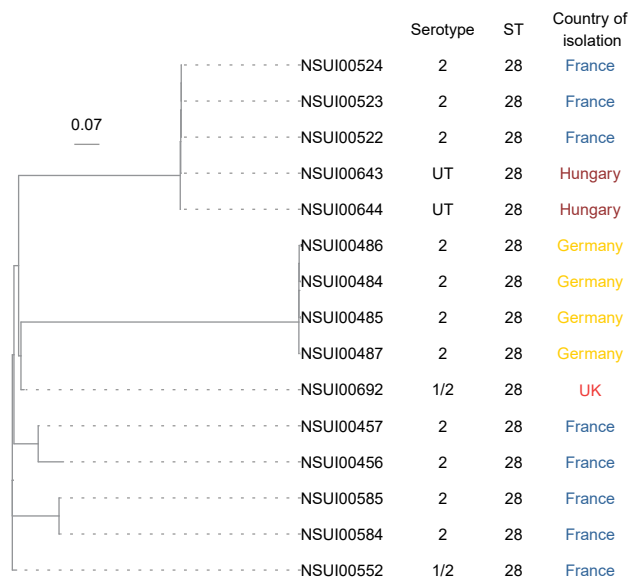 Serotype ST Country of
isolation
NSUI00524 2 28 France
0.07
NSUI00523 2 28 France
NSUI00522 2 28 France
NSUI00643 UT 28 Hungary
NSUI00644 UT 28 Hungary
NSUI00486 2 28 Germany
NSUI00484 2 28 Germany
NSUI00485 2 28 Germany
NSUI00487 2 28 Germany
NSUI00692 1/2 28 UK
NSUI00457 2 28 France
NSUI00456 2 28 France
NSUI00585 2 28 France
NSUI00584 2 28 France
NSUI00552 1/2 28 France